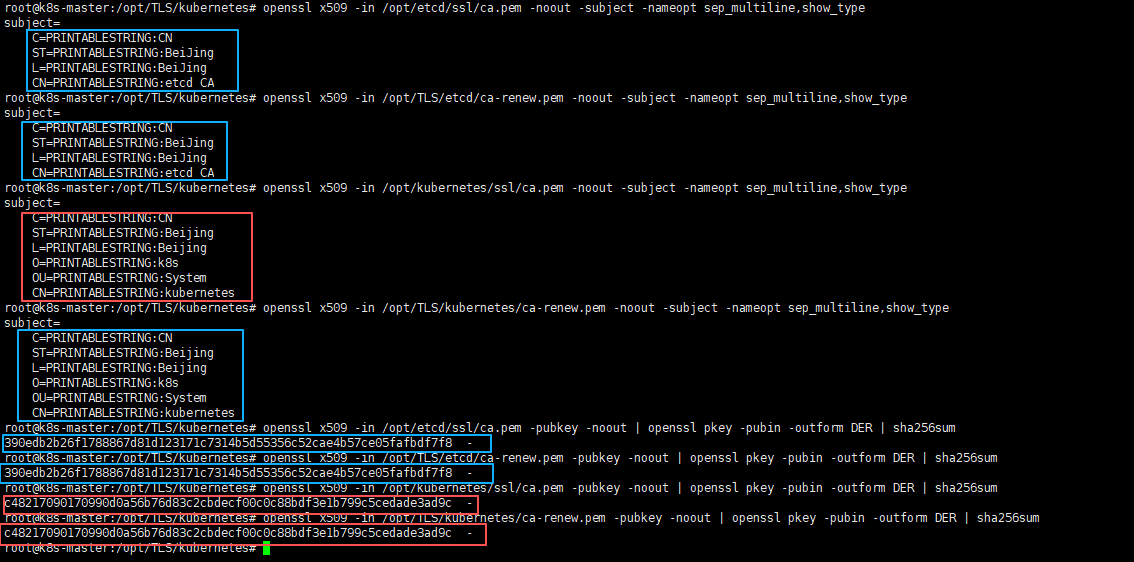 root@k8s-master:/opt/TLS/kubernetes# openssl x509 -in /opt/etcd/ssl/ca.pem -noout -subject -nameopt sep_multiline,show_type
subject=
    C=PRINTABLESTRING:CN
    ST=PRINTABLESTRING:BeiJing
    L=PRINTABLESTRING:BeiJing
    CN=PRINTABLESTRING:etcd CA
root@k8s-master:/opt/TLS/kubernetes# openssl x509 -in /opt/TLS/etcd/ca-renew.pem -noout -subject -nameopt sep_multiline,show_type
subject=
    C=PRINTABLESTRING:CN
    ST=PRINTABLESTRING:BeiJing
    L=PRINTABLESTRING:BeiJing
    CN=PRINTABLESTRING:etcd CA
root@k8s-master:/opt/TLS/kubernetes# openssl x509 -in /opt/kubernetes/ssl/ca.pem -noout -subject -nameopt sep_multiline,show_type
subject=
    C=PRINTABLESTRING:CN
    ST=PRINTABLESTRING:Beijing
    L=PRINTABLESTRING:Beijing
    O=PRINTABLESTRING:k8s
    OU=PRINTABLESTRING:System
    CN=PRINTABLESTRING:kubernetes
root@k8s-master:/opt/TLS/kubernetes# openssl x509 -in /opt/TLS/kubernetes/ca-renew.pem -noout -subject -nameopt sep_multiline,show_type
subject=
    C=PRINTABLESTRING:CN
    ST=PRINTABLESTRING:Beijing
    L=PRINTABLESTRING:Beijing
    O=PRINTABLESTRING:k8s
    OU=PRINTABLESTRING:System
    CN=PRINTABLESTRING:kubernetes
root@k8s-master:/opt/TLS/kubernetes# openssl x509 -in /opt/etcd/ssl/ca.pem -pubkey -noout | openssl pkey -pubin -outform DER | sha256sum
390edb2b26f1788867d81d123171c7314b5d55356c52cae4b57ce05fafbdf7f8  -
root@k8s-master:/opt/TLS/kubernetes# openssl x509 -in /opt/TLS/etcd/ca-renew.pem -pubkey -noout | openssl pkey -pubin -outform DER | sha256sum
390edb2b26f1788867d81d123171c7314b5d55356c52cae4b57ce05fafbdf7f8  -
root@k8s-master:/opt/TLS/kubernetes# openssl x509 -in /opt/kubernetes/ssl/ca.pem -pubkey -noout | openssl pkey -pubin -outform DER | sha256sum
c48217090170990d0a56b76d83c2cbdecf00c0c88bdf3e1b799c5cedade3ad9c  -
root@k8s-master:/opt/TLS/kubernetes# openssl x509 -in /opt/TLS/kubernetes/ca-renew.pem -pubkey -noout | openssl pkey -pubin -outform DER | sha256sum
c48217090170990d0a56b76d83c2cbdecf00c0c88bdf3e1b799c5cedade3ad9c  -
root@k8s-master:/opt/TLS/kubernetes#